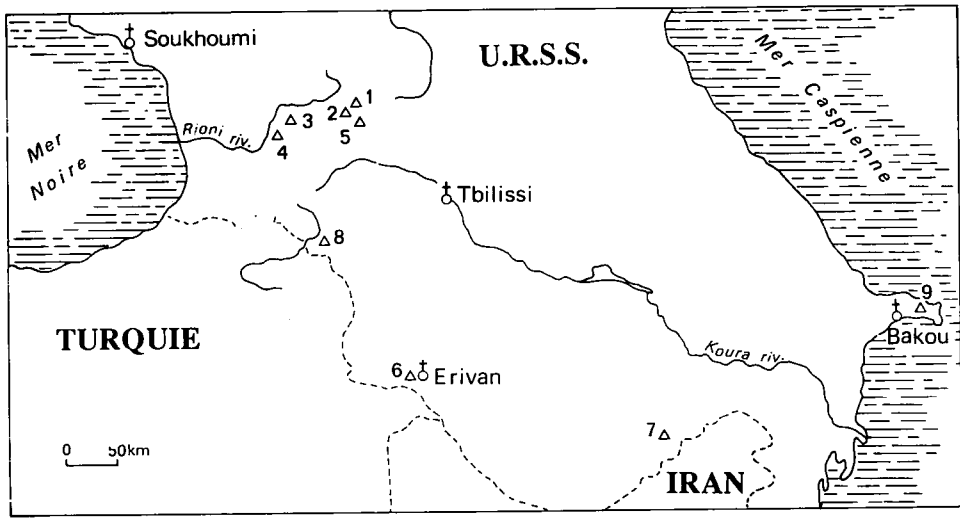 Soukhoumi
U.R.S.S.
Mer Caspienne
1
2
3
5
4
Rioni riv.
Mer
Noire
Tbilissi
8
9
TURQUIE
Bakou
Koura riv.
6
Erivan
7
0 50km
IRAN